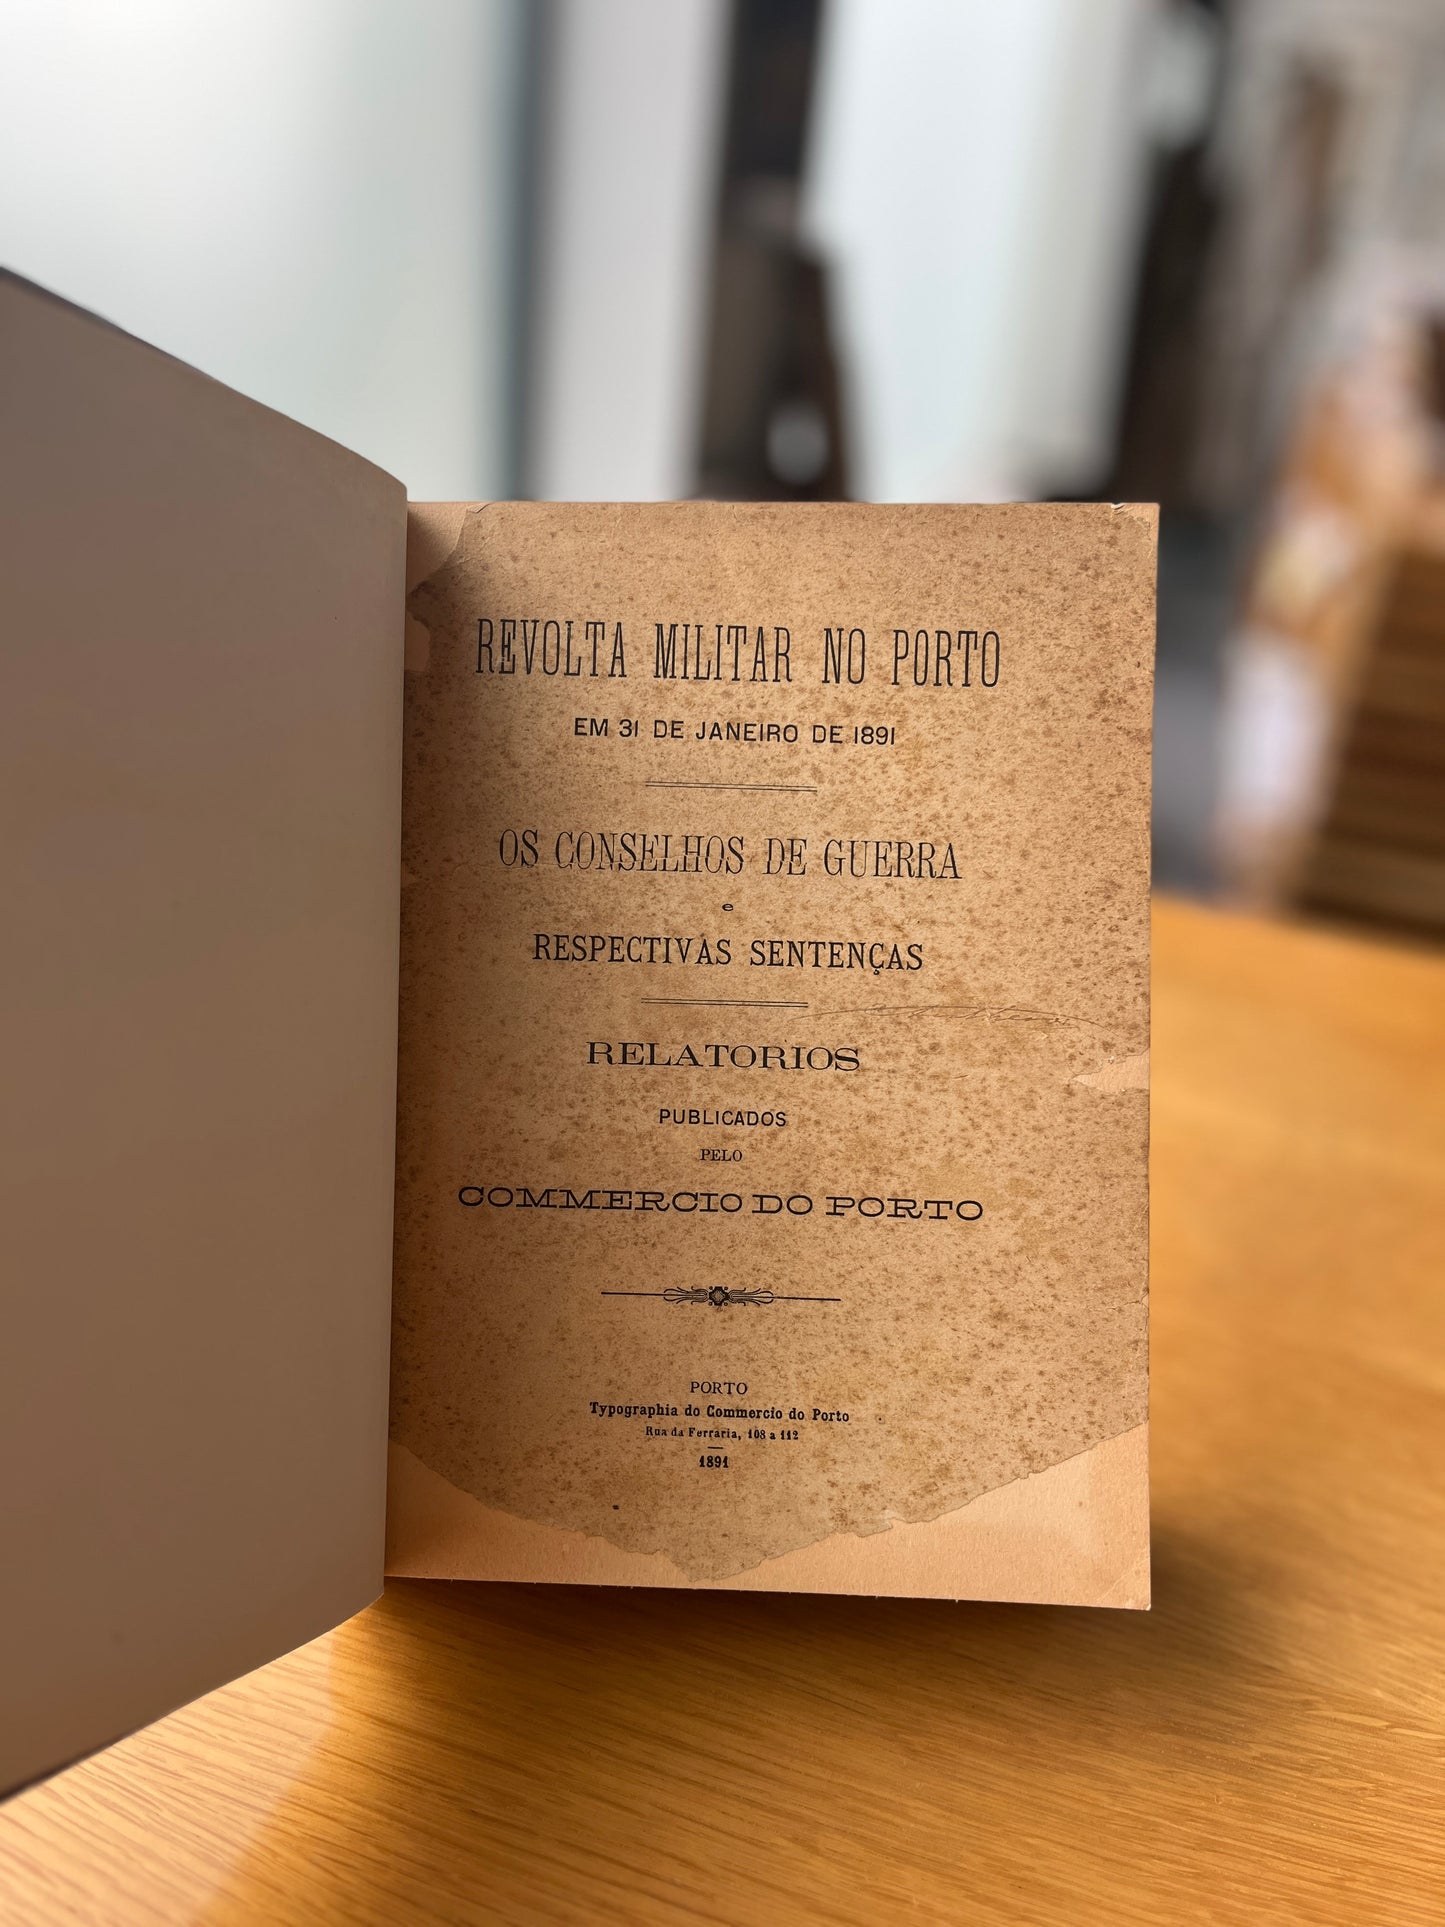 REVOLTA MILITAR NO PORTO
EM 31 DE JANEIRO DE 1891
OS CONSELHOS DE GUERRA
e
RESPECTIVAS SENTENÇAS
RELATORIOS
PUBLICADOS
PELO
COMMERCIO DO PORTO
PORTO
Typographia do Commercio do Porto
Rua da Ferraria, 108 a 112
1891